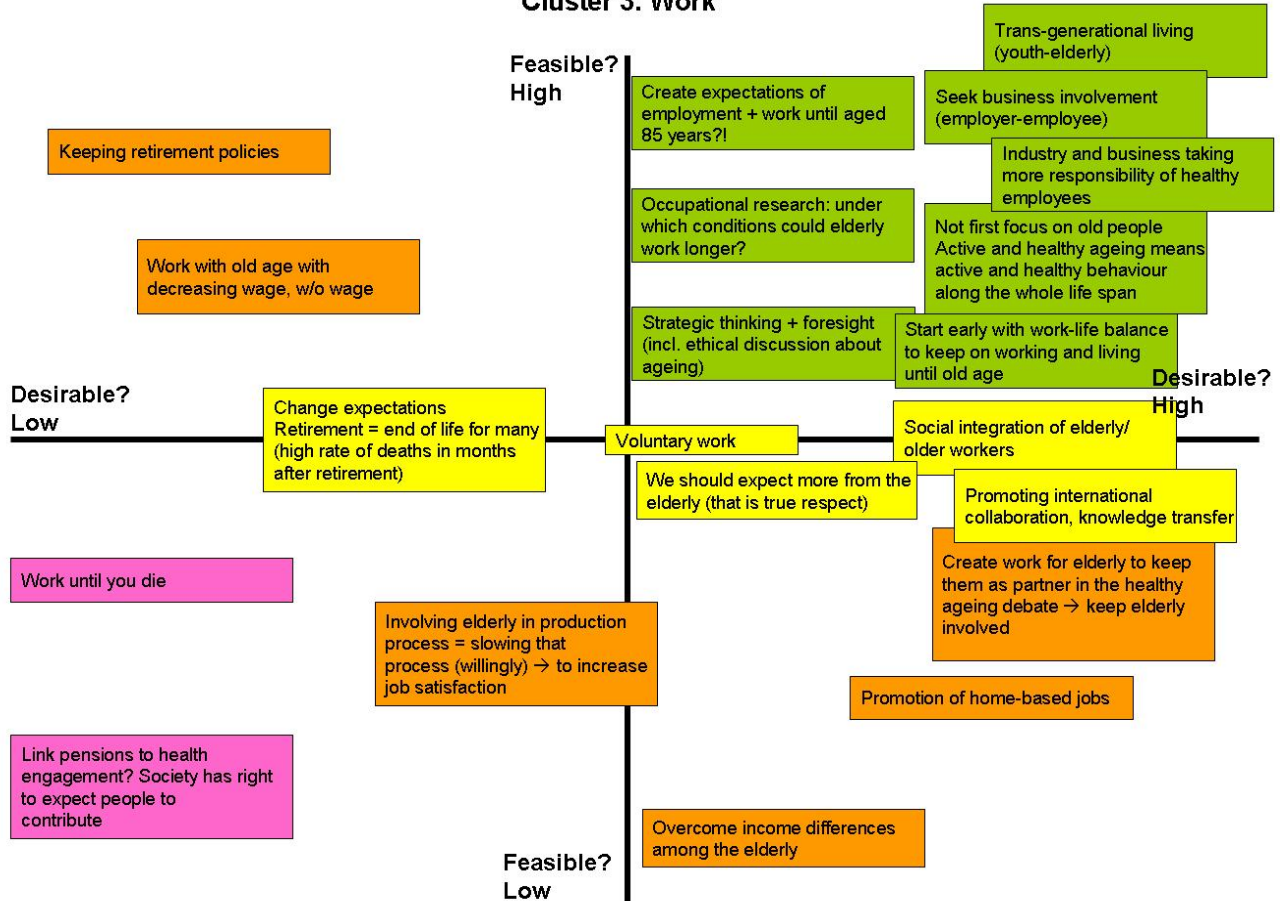 Cluster 3: Work
Feasible?
High
Trans-generational living
(youth-elderly)
Create expectations of
employment + work until aged
85 years?!
Seek business involvement
(employer-employee)
Keeping retirement policies
Industry and business taking
more responsibility of healthy
employees
Occupational research: under
which conditions could elderly
work longer?
Not first focus on old people
Active and healthy ageing means
active and healthy behaviour
along the whole life span
Work with old age with
decreasing wage, w/o wage
Strategic thinking + foresight
(incl. ethical discussion about
ageing)
Start early with work-life balance
to keep on working and living
until old age
Desirable?
High
Desirable?
Low
Change expectations
Retirement = end of life for many
(high rate of deaths in months
after retirement)
Voluntary work
Social integration of elderly/
older workers
We should expect more from the
elderly (that is true respect)
Promoting international
collaboration, knowledge transfer
Work until you die
Create work for elderly to keep
them as partner in the healthy
ageing debate → keep elderly
involved
Involving elderly in production
process = slowing that
process (willingly) → to increase
job satisfaction
Promotion of home-based jobs
Link pensions to health
engagement? Society has right
to expect people to
contribute
Overcome income differences
among the elderly
Feasible?
Low